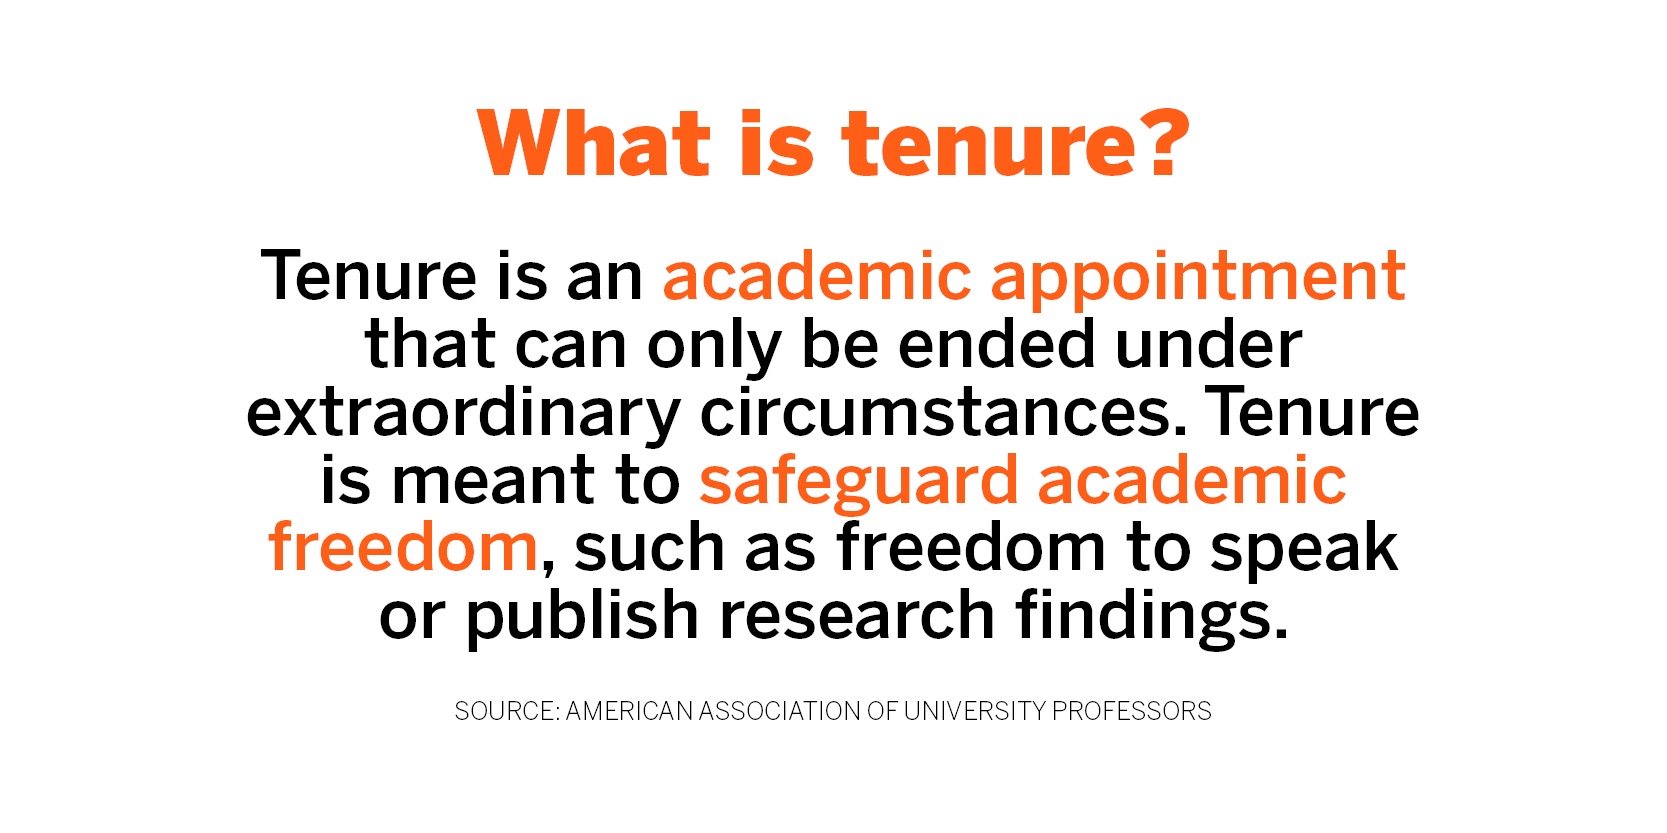 What is tenure?
Tenure is an academic appointment
that can only be ended under
extraordinary circumstances. Tenure
is meant to safeguard academic
freedom, such as freedom to speak
or publish research findings.
SOURCE: AMERICAN ASSOCIATION OF UNIVERSITY PROFESSORS